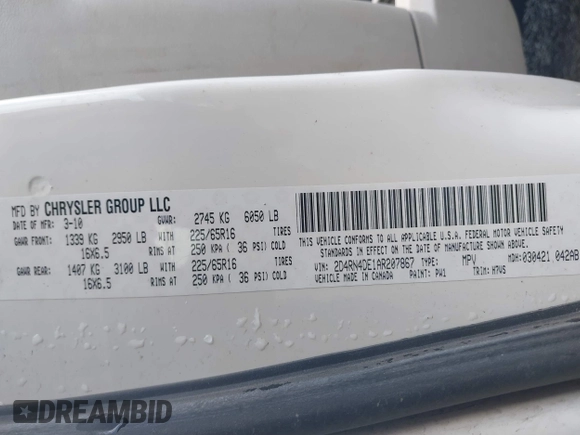 MFD BY CHRYSLER GROUP LLC
DATE OF MFR: 3-10 GVWR: 2745 KG 6050 LB
GAWR FRONT: 1339 KG 2950 LB WITH 225/65R16 TIRES
16X6.5 RIMS AT 250 KPA ( 36 PSI) COLD
GAWR REAR: 1407 KG 3100 LB WITH 225/65R16 TIRES
16X6.5 RIMS AT 250 KPA ( 36 PSI) COLD
THIS VEHICLE CONFORMS TO ALL APPLICABLE U.S.A. FEDERAL MOTOR VEHICLE SAFETY
STANDARDS IN EFFECT ON THE DATE OF MANUFACTURE SHOWN ABOVE.
VIN: 2D4RN4DE1AR207867 TYPE: MPV MDH: 030421 042AB
VEHICLE MADE IN CANADA PAINT: PW1 TRIM: H7VS
DREAMBID